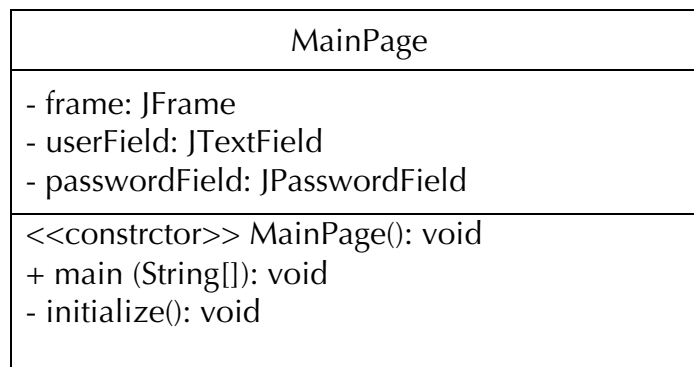 MainPage
- frame: JFrame
- userField: JTextField
- passwordField: JPasswordField
<<constrctor>> MainPage(): void
+ main (String[]): void
- initialize(): void